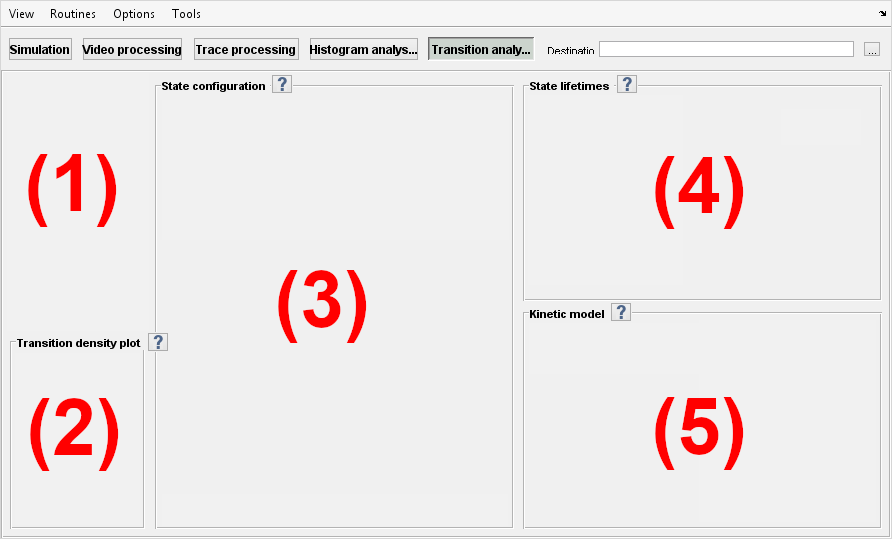 View Routines Options Tools
Simulation Video processing Trace processing Histogram analys... Transition analy... Destinatio ...
State configuration ? State lifetimes ?
(1)
(4)
(3)
Kinetic model ?
Transition density plot ?
(2)
(5)